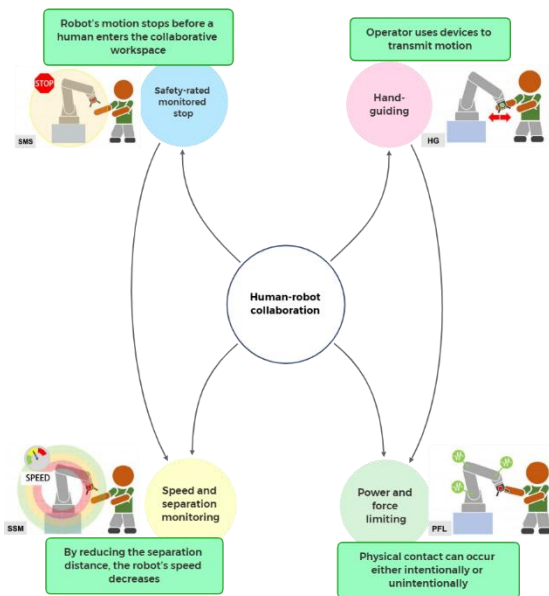 Robot's motion stops before a
human enters the collaborative
workspace
Operator uses devices to
transmit motion
STOP
SMS
Safety-rated
monitored
stop
Hand-
guiding
HG
Human-robot
collaboration
SPEED
SSM
Speed and
separation
monitoring
Power and
force
limiting
PFL
By reducing the separation
distance, the robot's speed
decreases
Physical contact can occur
either intentionally or
unintentionally